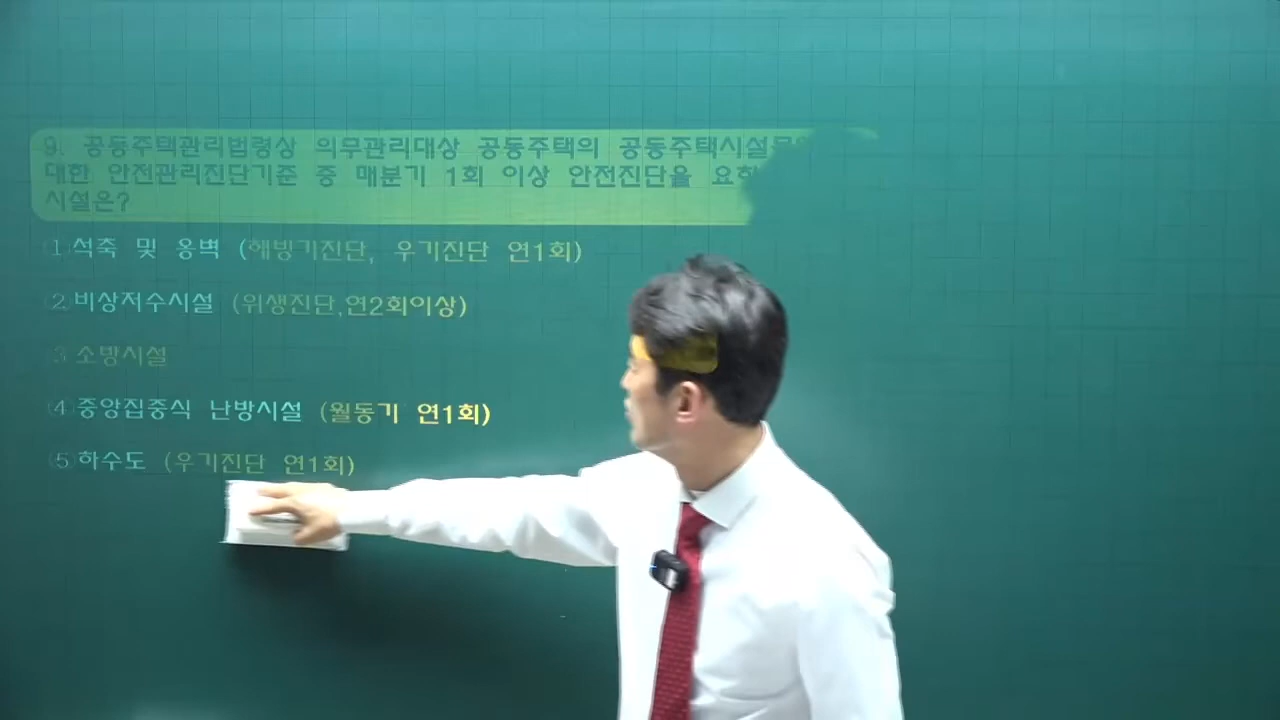 9. 공동주택관리법령상 의무관리대상 공동주택의 공동주택시설물
대한 안전관리진단기준 중 매분기 1회 이상 안전진단을 요하
시설은?
① 석축 및 옹벽 (해빙기진단, 우기진단 연1회)
② 비상저수시설 (위생진단,연2회이상)
③ 소방시설
④ 중앙집중식 난방시설 (월동기 연1회)
⑤ 하수도 (우기진단 연1회)